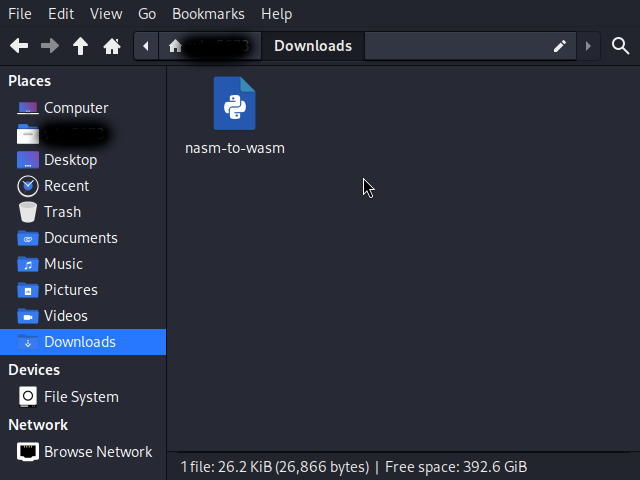 File Edit View Go Bookmarks Help
Downloads
Places
Computer
Desktop
Recent
Trash
Documents
Music
Pictures
Videos
Downloads
Devices
File System
Network
Browse Network
nasm-to-wasm
1 file: 26.2 KiB (26,866 bytes) | Free space: 392.6 GiB